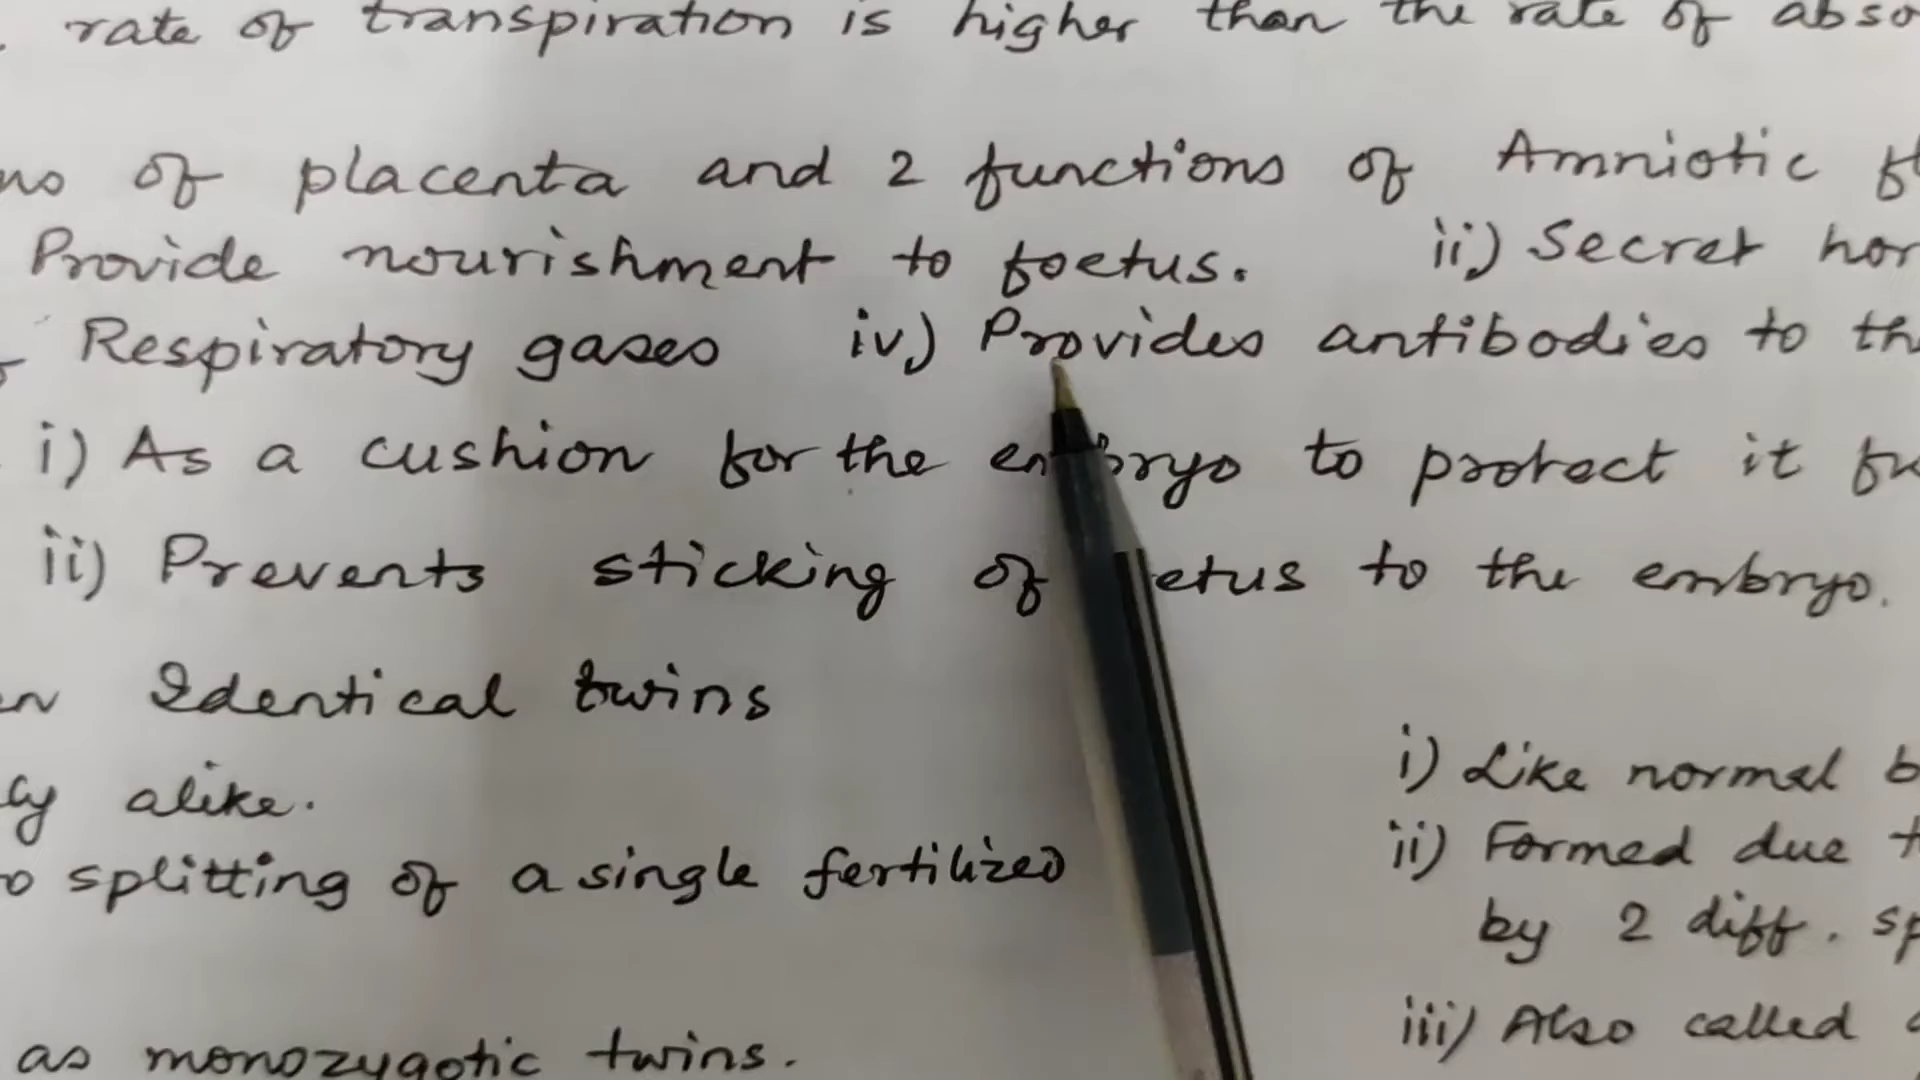 rate of transpiration is higher than the rate of abso
of placenta and 2 functions of Amniotic
Provide nourishment to foetus. ii) Secret hor
Respiratory gases iv) Provides antibodies to th
i) As a cushion for the embryo to protect it
ii) Prevents sticking of etus to the embryo.
Identical twins
alike.
i) Like normal b
splitting of a single fertilized
ii) Formed due t
by 2 diff. sp
iii) Also called
as monozygotic twins.